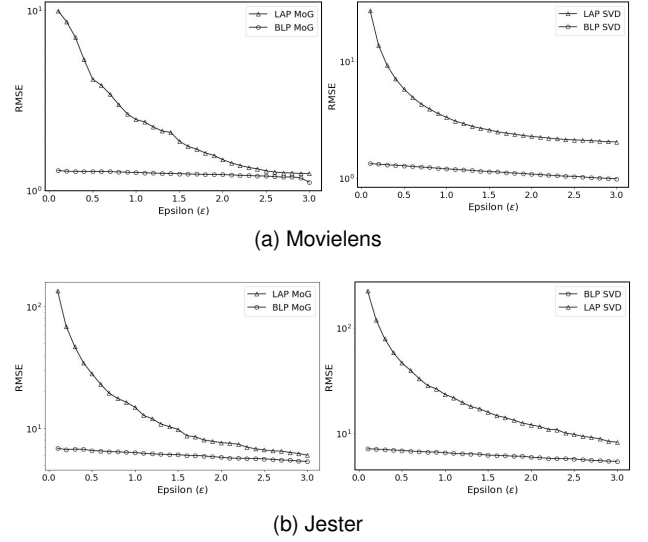 10¹
10⁰
RMSE
LAP MoG
BLP MoG
0.0 0.5 1.0 1.5 2.0 2.5 3.0
Epsilon (ε)
10¹
10⁰
RMSE
LAP SVD
BLP SVD
0.0 0.5 1.0 1.5 2.0 2.5 3.0
Epsilon (ε)
(a) Movielens
10²
10¹
RMSE
LAP MoG
BLP MoG
0.0 0.5 1.0 1.5 2.0 2.5 3.0
Epsilon (ε)
10²
10¹
RMSE
BLP SVD
LAP SVD
0.0 0.5 1.0 1.5 2.0 2.5 3.0
Epsilon (ε)
(b) Jester